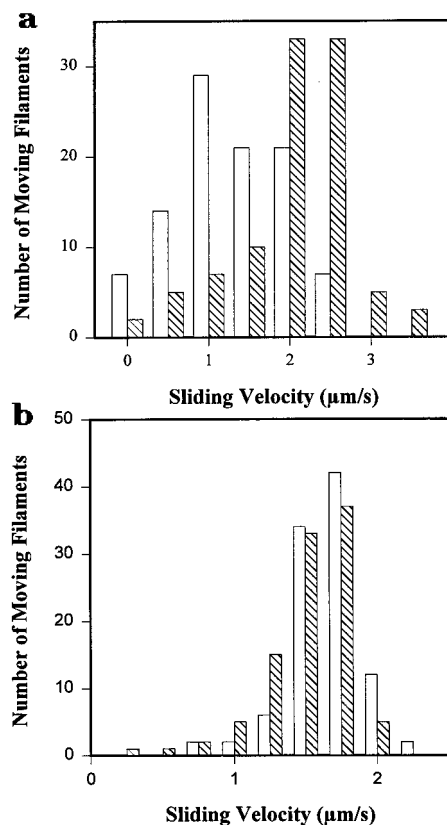 a
Number of Moving Filaments
30
20
10
0
0 1 2 3
Sliding Velocity (µm/s)
b
Number of Moving Filaments
50
40
30
20
10
0
0 1 2
Sliding Velocity (µm/s)